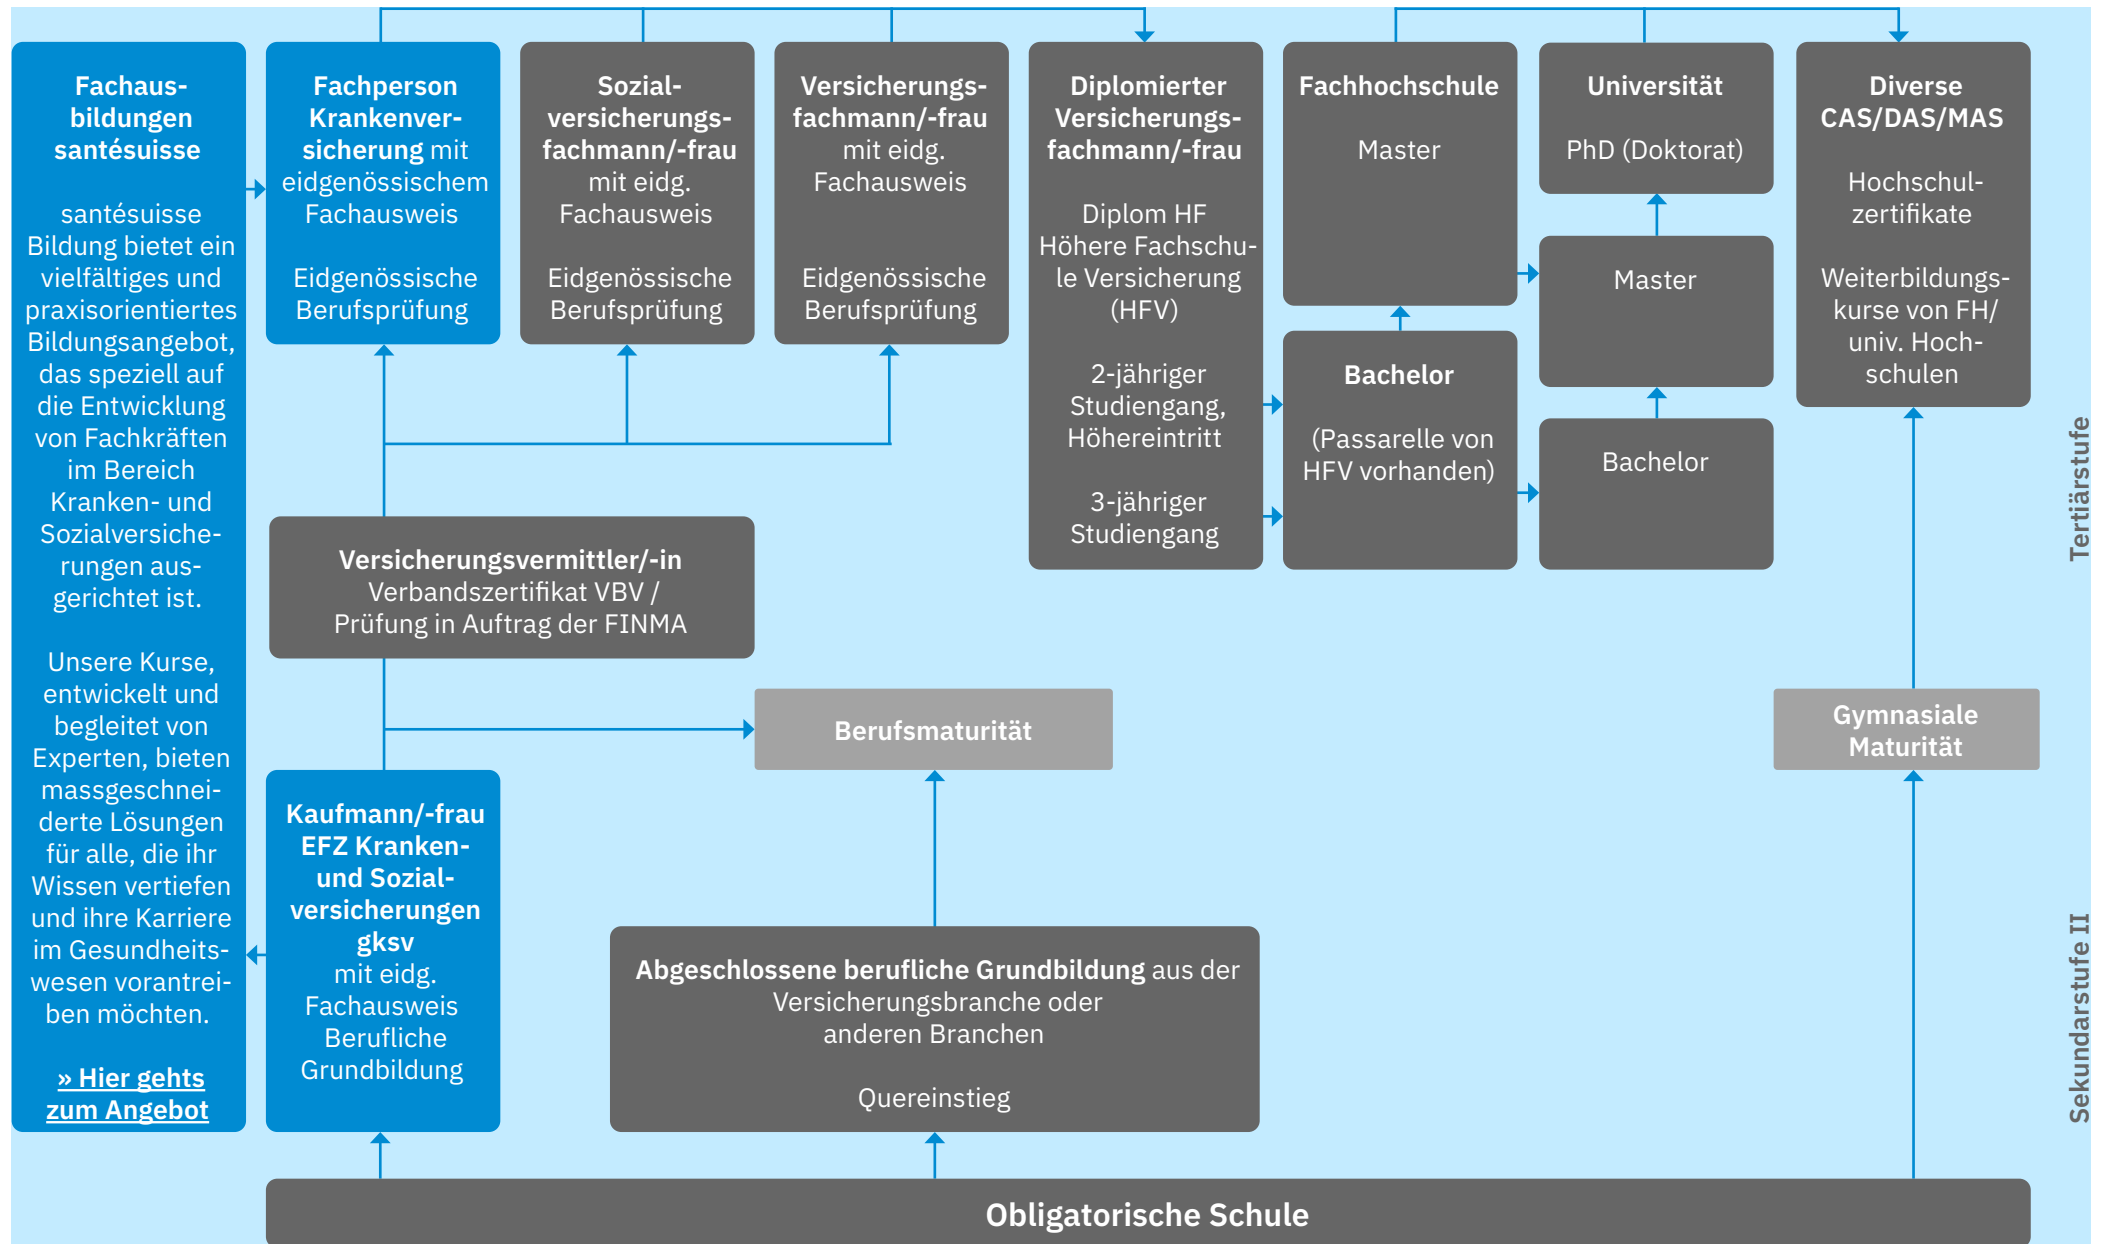 Fachaus-
bildungen
santésuisse
santésuisse
Bildung bietet ein
vielfältiges und
praxisorientiertes
Bildungsangebot,
das speziell auf
die Entwicklung
von Fachkräften
im Bereich
Kranken- und
Sozialversiche-
rungen aus-
gerichtet ist.
Unsere Kurse,
entwickelt und
begleitet von
Experten, bieten
massgeschnei-
derte Lösungen
für alle, die ihr
Wissen vertiefen
und ihre Karriere
im Gesundheits-
wesen vorantrei-
ben möchten.
» Hier gehts
zum Angebot
Fachperson
Krankenver-
sicherung mit
eidgenössischem
Fachausweis
Eidgenössische
Berufsprüfung
Sozial-
versicherungs-
fachmann/-frau
mit eidg.
Fachausweis
Eidgenössische
Berufsprüfung
Versicherungs-
fachmann/-frau
mit eidg.
Fachausweis
Eidgenössische
Berufsprüfung
Diplomierter
Versicherungs-
fachmann/-frau
Diplom HF
Höhere Fachschu-
le Versicherung
(HFV)
2-jähriger
Studiengang,
Höhereintritt
3-jähriger
Studiengang
Fachhochschule
Master
Bachelor
(Passarelle von
HFV vorhanden)
Universität
PhD (Doktorat)
Master
Bachelor
Diverse
CAS/DAS/MAS
Hochschul-
zertifikate
Weiterbildungs-
kurse von FH/
univ. Hoch-
schulen
Tertiärstufe
Versicherungsvermittler/-in
Verbandszertifikat VBV /
Prüfung in Auftrag der FINMA
Berufsmaturität
Gymnasiale
Maturität
Kaufmann/-frau
EFZ Kranken-
und Sozial-
versicherungen
gksv
mit eidg.
Fachausweis
Berufliche
Grundbildung
Abgeschlossene berufliche Grundbildung aus der
Versicherungsbranche oder
anderen Branchen
Quereinstieg
Sekundarstufe II
Obligatorische Schule